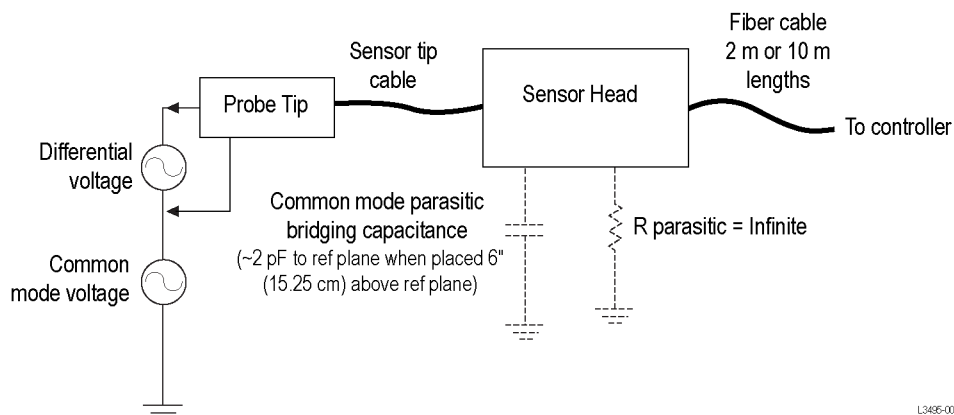 Fiber cable
2 m or 10 m
lengths
Sensor tip
cable
Probe Tip
Sensor Head
To controller
Differential
voltage
Common mode parasitic
bridging capacitance
(~2 pF to ref plane when placed 6"
(15.25 cm) above ref plane)
R parasitic = Infinite
Common
mode voltage
L3495-00